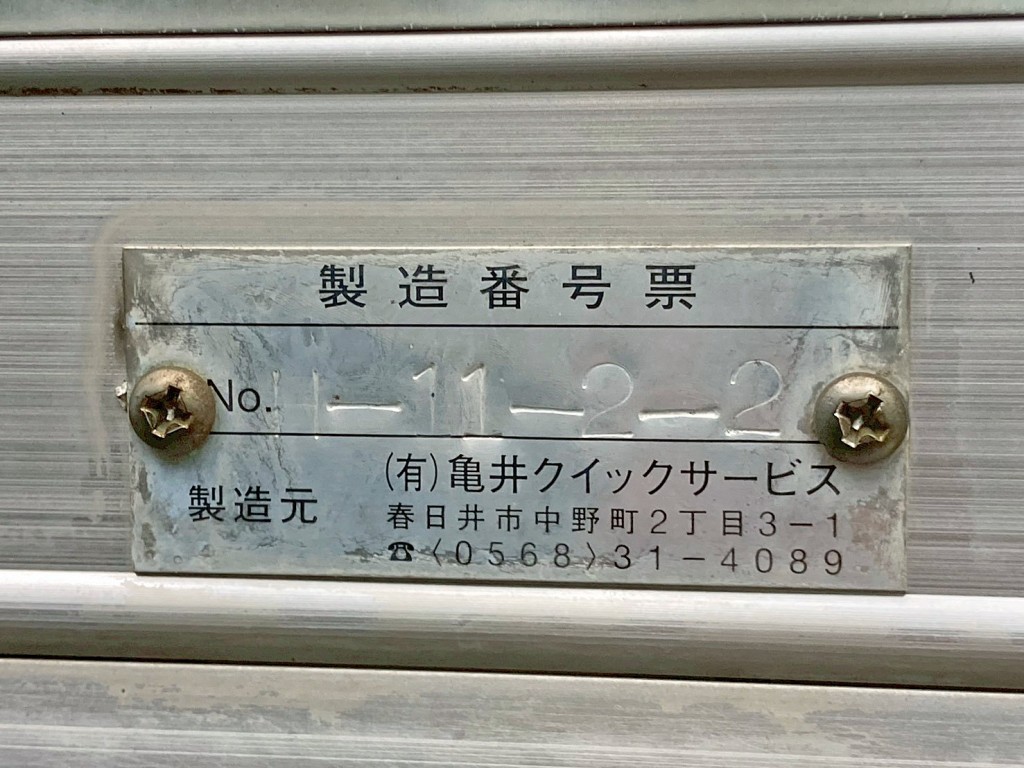 製造番号票
No. 11-11-2-2
製造元
(有)亀井クイックサービス
春日井市中野町2丁目3-1
☎〈0568〉31-4089